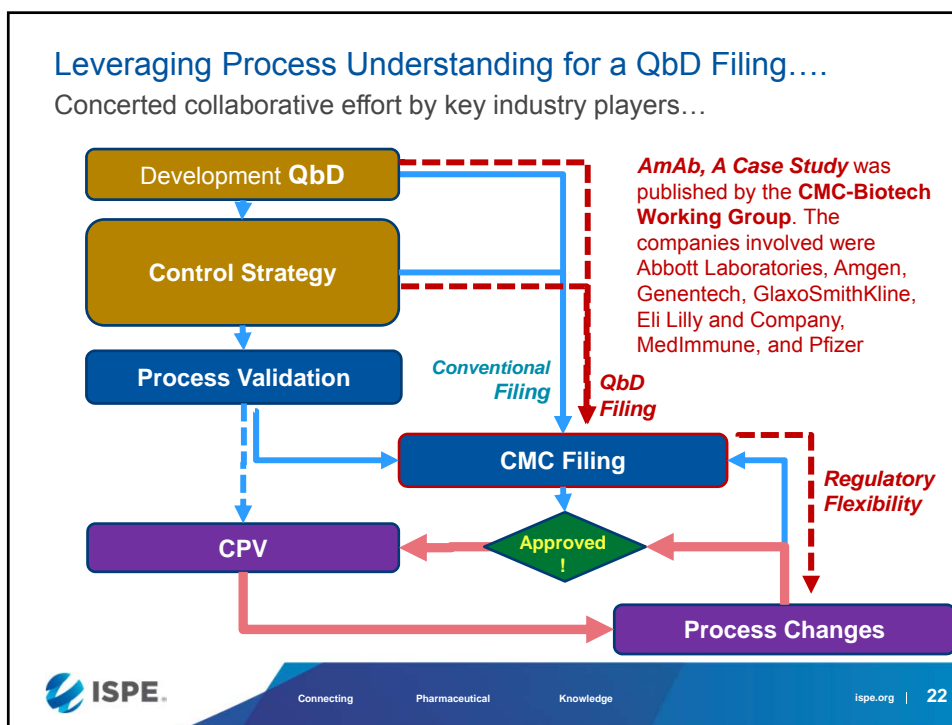 Leveraging Process Understanding for a QbD Filing....
Concerted collaborative effort by key industry players…
Development QbD
Control Strategy
Process Validation
Conventional
Filing
QbD
Filing
AmAb, A Case Study was
published by the CMC-Biotech
Working Group. The
companies involved were
Abbott Laboratories, Amgen,
Genentech, GlaxoSmithKline,
Eli Lilly and Company,
MedImmune, and Pfizer
CMC Filing
Regulatory
Flexibility
CPV
Approved
!
Process Changes
ISPE®
Connecting Pharmaceutical Knowledge
ispe.org | 22